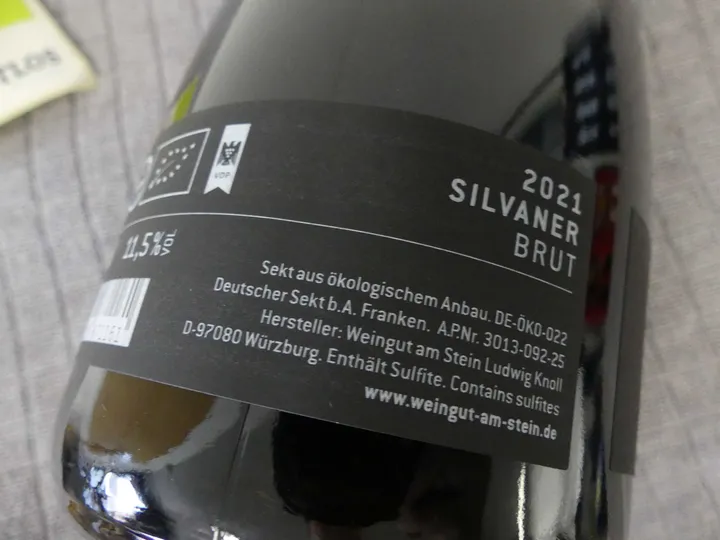 VDP
2021
SILVANER
BRUT
11,5% VOL
Sekt aus ökologischem Anbau. DE-ÖKO-022
Deutscher Sekt b.A. Franken. A.P.Nr. 3013-092-25
Hersteller: Weingut am Stein Ludwig Knoll
D-97080 Würzburg. Enthält Sulfite. Contains sulfites
www.weingut-am-stein.de